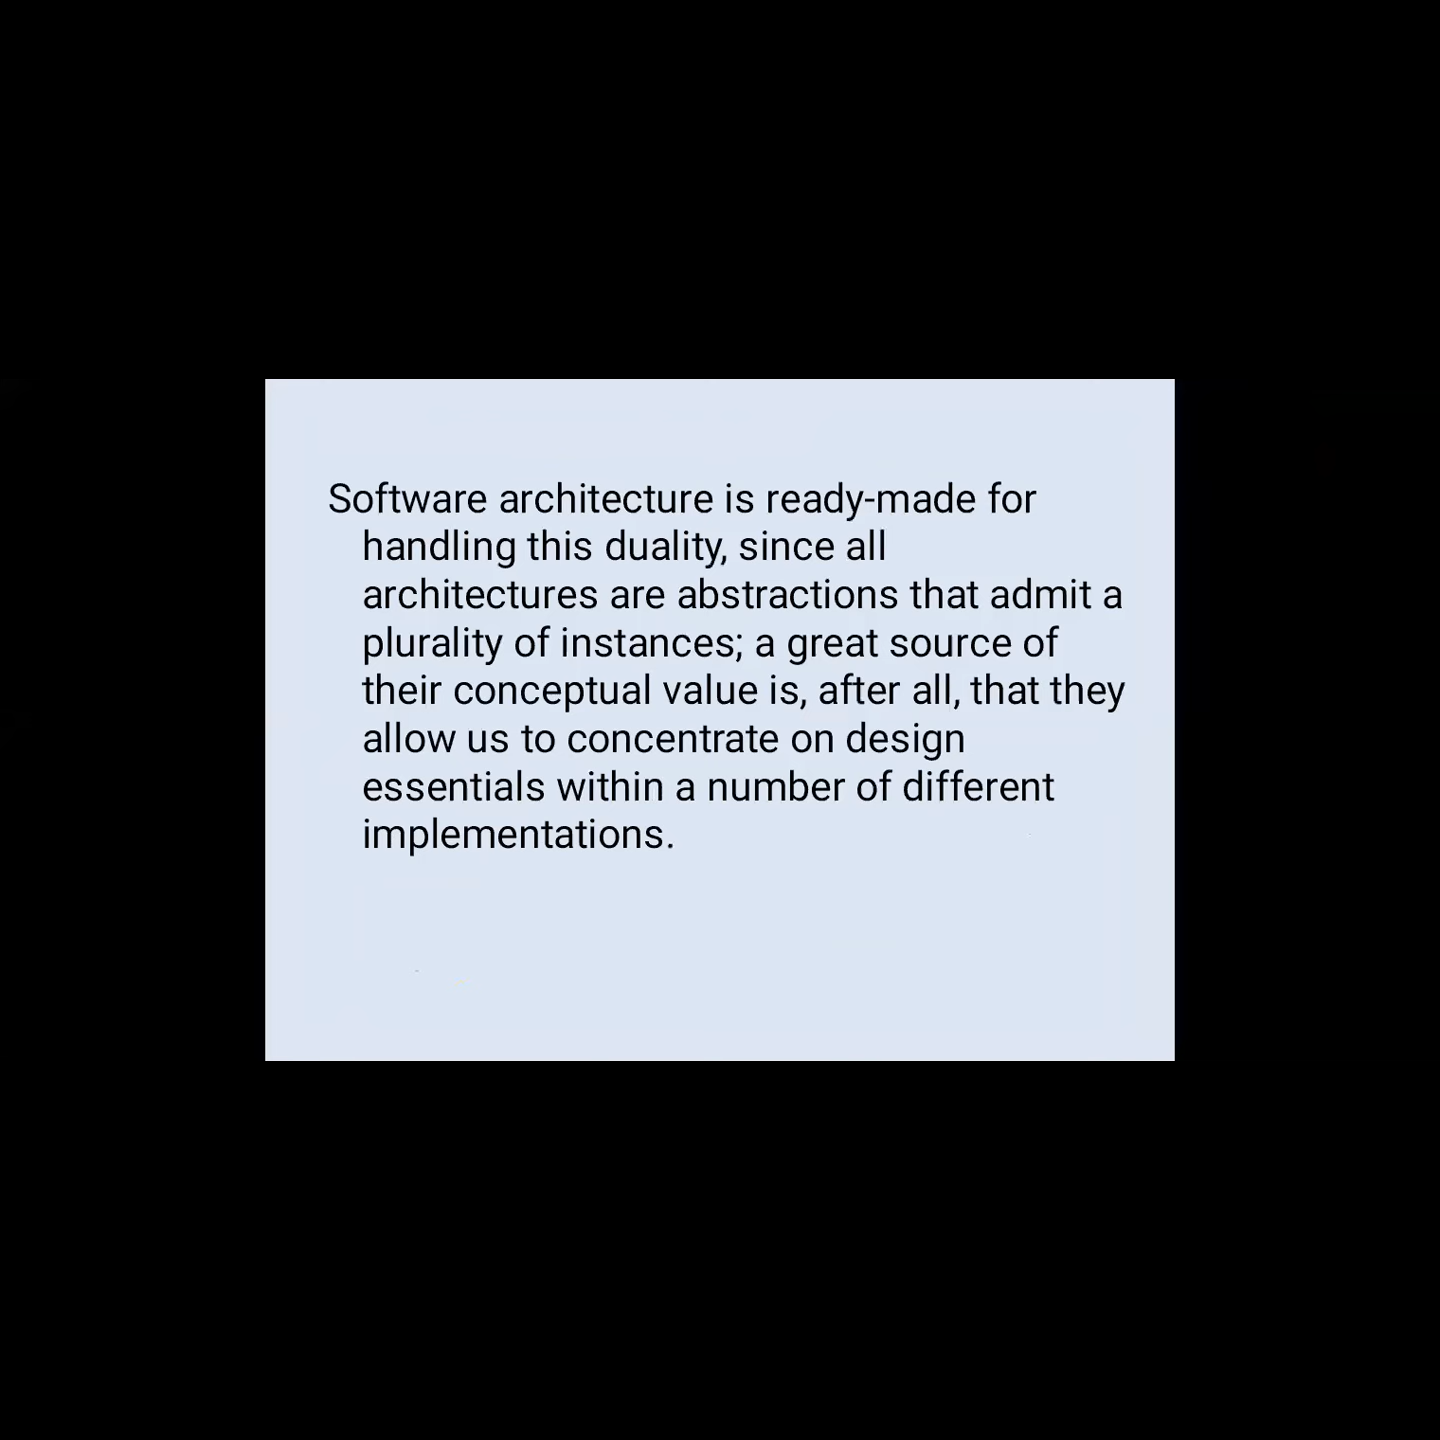 Software architecture is ready-made for
handling this duality, since all
architectures are abstractions that admit a
plurality of instances; a great source of
their conceptual value is, after all, that they
allow us to concentrate on design
essentials within a number of different
implementations.